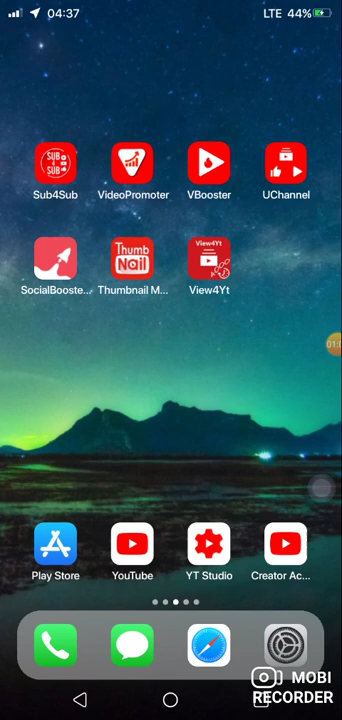 04:37 LTE 44%
SUB 4 SUB
Sub4Sub VideoPromoter VBooster UChannel
Thumb Nail View4Yt
SocialBooste... Thumbnail M... View4Yt
Play Store YouTube YT Studio Creator Ac...
MOBI
RECORDER